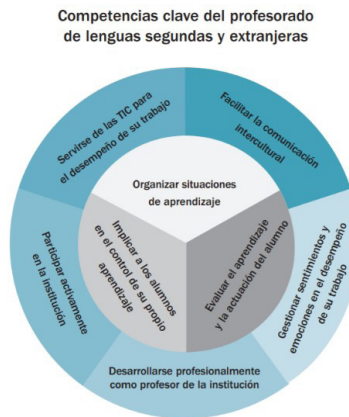 Competencias clave del profesorado
de lenguas segundas y extranjeras
Servirse de las TIC para
el desempeño de su trabajo
Facilitar la comunicación
intercultural
Organizar situaciones
de aprendizaje
Implicar a los alumnos
en el control de su propio
aprendizaje
Evaluar el aprendizaje
y la actuación del alumno
Participar activamente
en la institución
Gestionar sentimientos y
emociones en el desempeño
de su trabajo
Desarrollarse profesionalmente
como profesor de la institución